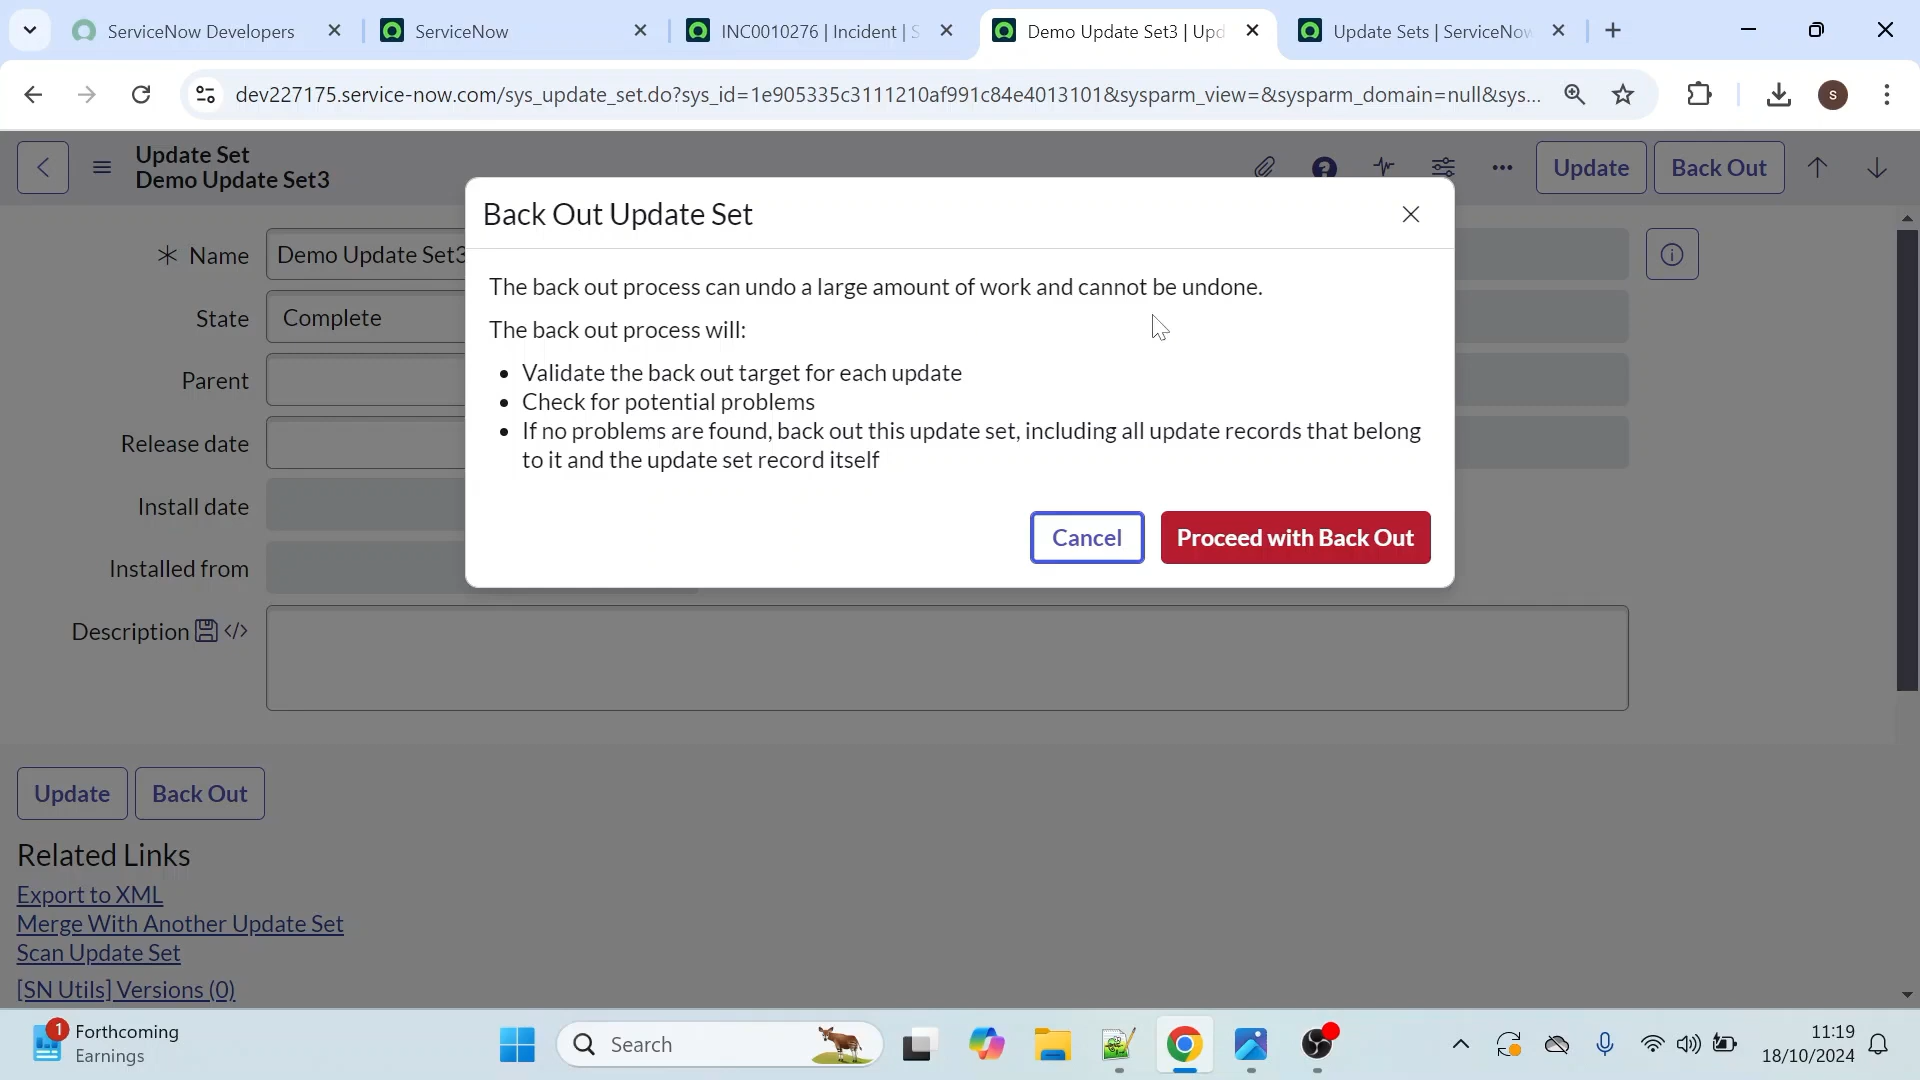 ServiceNow Developers
ServiceNow
INC0010276 | Incident | S
Demo Update Set3 | Upd
Update Sets | ServiceNow
dev227175.service-now.com/sys_update_set.do?sys_id=1e905335c3111210af991c84e4013101&sysparm_view=&sysparm_domain=null&sys...
s
Update Set
Demo Update Set3
Update
Back Out
Back Out Update Set
The back out process can undo a large amount of work and cannot be undone.
The back out process will:
• Validate the back out target for each update
• Check for potential problems
• If no problems are found, back out this update set, including all update records that belong
to it and the update set record itself
Cancel
Proceed with Back Out
Name
Demo Update Set3
State
Complete
Parent
Release date
Install date
Installed from
Description
Update
Back Out
Related Links
Export to XML
Merge With Another Update Set
Scan Update Set
[SN Utils] Versions (0)
1
Forthcoming
Earnings
Search
11:19
18/10/2024